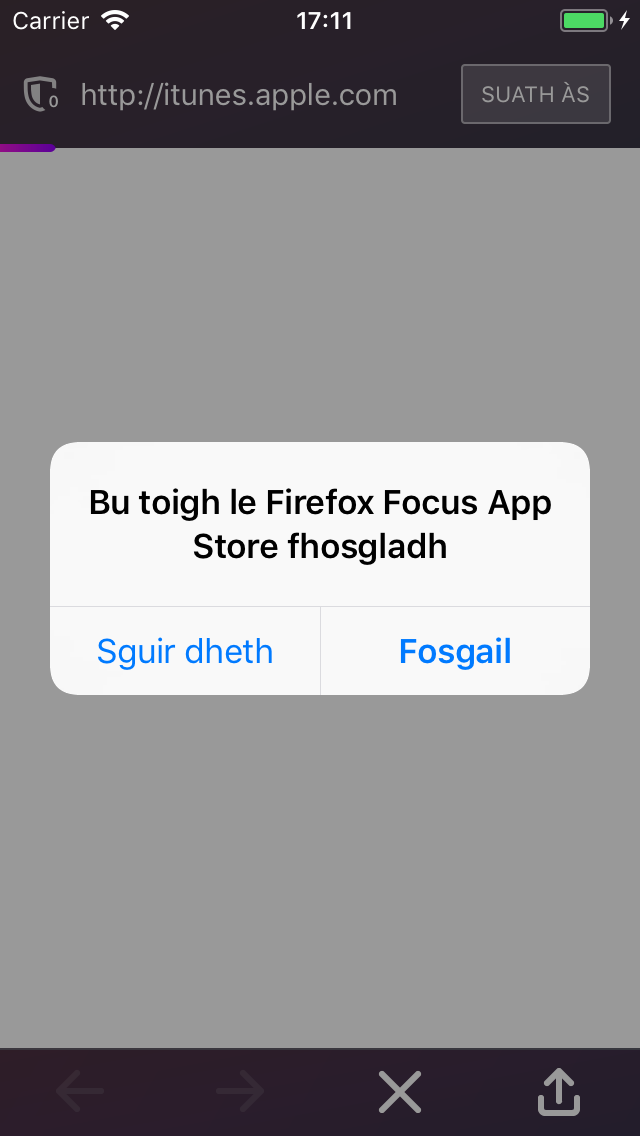 Carrier 17:11
0 http://itunes.apple.com SUATH ÀS
Bu toigh le Firefox Focus App
Store fhosgladh
Sguir dheth Fosgail